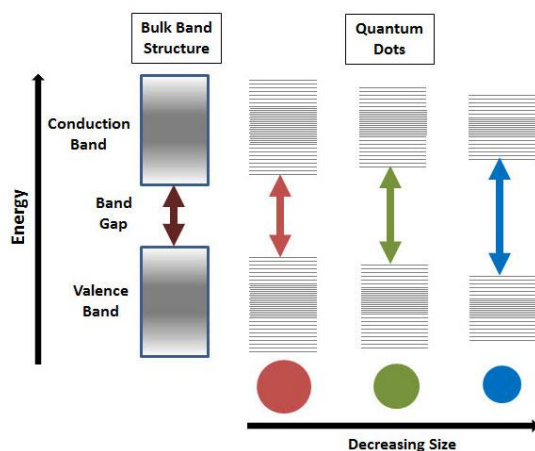 Bulk Band
Structure
Quantum
Dots
Conduction
Band
Band
Gap
Valence
Band
Energy
Decreasing Size